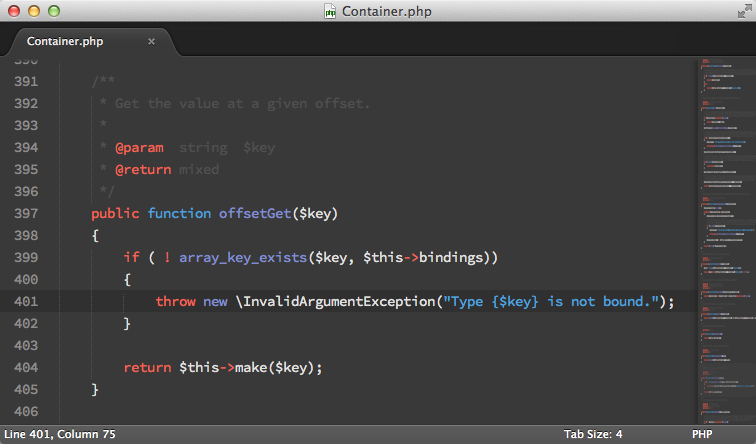 Container.php
Container.php ×
390
391 /**
392 * Get the value at a given offset.
393 *
394 * @param  string  $key
395 * @return mixed
396 */
397 public function offsetGet($key)
398 {
399 if ( ! array_key_exists($key, $this->bindings))
400 {
401 throw new \InvalidArgumentException("Type {$key} is not bound.");
402 }
403
404 return $this->make($key);
405 }
406
Line 401, Column 75 Tab Size: 4 PHP